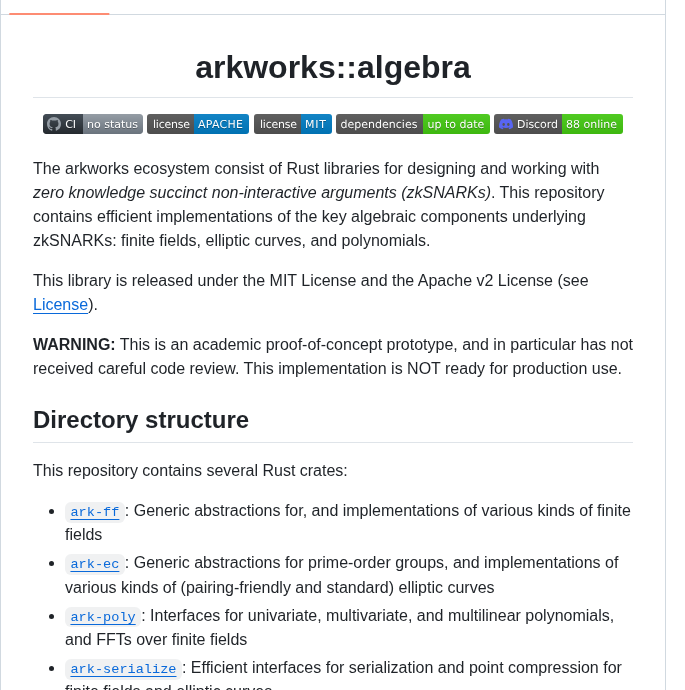 arkworks::algebra
CI no status license APACHE license MIT dependencies up to date Discord 88 online
The arkworks ecosystem consist of Rust libraries for designing and working with
zero knowledge succinct non-interactive arguments (zkSNARKs). This repository
contains efficient implementations of the key algebraic components underlying
zkSNARKs: finite fields, elliptic curves, and polynomials.
This library is released under the MIT License and the Apache v2 License (see
License).
WARNING: This is an academic proof-of-concept prototype, and in particular has not
received careful code review. This implementation is NOT ready for production use.
Directory structure
This repository contains several Rust crates:
• ark-ff: Generic abstractions for, and implementations of various kinds of finite
fields
• ark-ec: Generic abstractions for prime-order groups, and implementations of
various kinds of (pairing-friendly and standard) elliptic curves
• ark-poly: Interfaces for univariate, multivariate, and multilinear polynomials,
and FFTs over finite fields
• ark-serialize: Efficient interfaces for serialization and point compression for
finite fields and elliptic curves